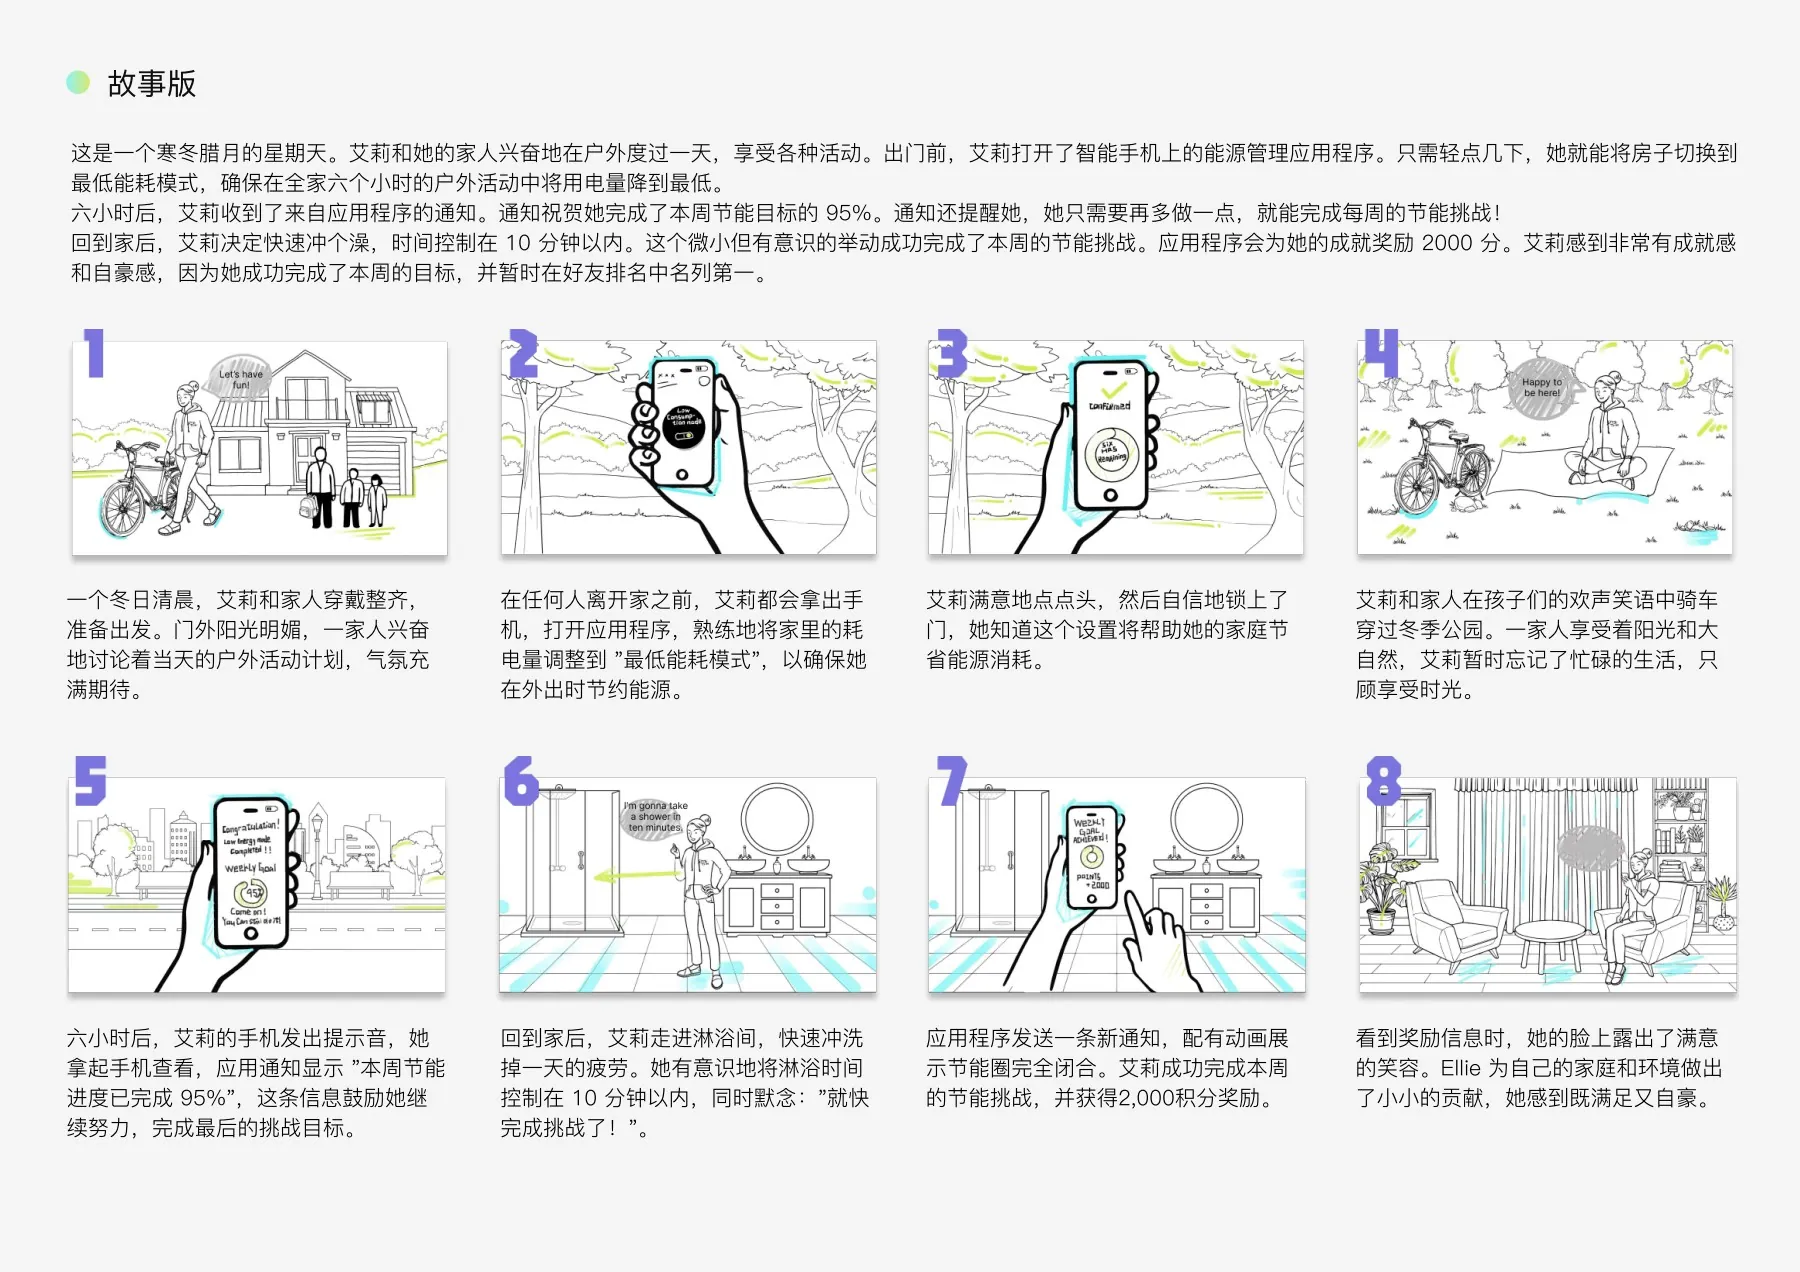 故事版
这是一个寒冬腊月的星期天。艾莉和她的家人兴奋地在户外度过一天，享受各种活动。出门前，艾莉打开了智能手机上的能源管理应用程序。只需轻点几下，她就能将房子切换到
最低能耗模式，确保在全家六个小时的户外活动中将用电量降到最低。
六小时后，艾莉收到了来自应用程序的通知。通知祝贺她完成了本周节能目标的 95%。通知还提醒她，她只需要再多做一点，就能完成每周的节能挑战！
回到家后，艾莉决定快速冲个澡，时间控制在 10 分钟以内。这个微小但有意识的举动成功完成了本周的节能挑战。应用程序会为她的成就奖励 2000 分。艾莉感到非常有成就感
和自豪感，因为她成功完成了本周的目标，并暂时在好友排名中名列第一。
1
Let's have
fun!
一个冬日清晨，艾莉和家人穿戴整齐，
准备出发。门外阳光明媚，一家人兴奋
地讨论着当天的户外活动计划，气氛充
满期待。
2
Low
Consump-
tion mode
在任何人离开家之前，艾莉都会拿出手
机，打开应用程序，熟练地将家里的耗
电量调整到 ”最低能耗模式”，以确保她
在外出时节约能源。
3
confirmed
SIX
HRS
Remaining
艾莉满意地点点头，然后自信地锁上了
门，她知道这个设置将帮助她的家庭节
省能源消耗。
4
Happy to
be here!
艾莉和家人在孩子们的欢声笑语中骑车
穿过冬季公园。一家人享受着阳光和大
自然，艾莉暂时忘记了忙碌的生活，只
顾享受时光。
5
Congratulation!
Low Energy mode
Completed !!
WEEKLY Goal
95%
Come on!
You Can still do it!
六小时后，艾莉的手机发出提示音，她
拿起手机查看，应用通知显示 ”本周节能
进度已完成 95%”，这条信息鼓励她继
续努力，完成最后的挑战目标。
6
I'm gonna take
a shower in
ten minutes.
回到家后，艾莉走进淋浴间，快速冲洗
掉一天的疲劳。她有意识地将淋浴时间
控制在 10 分钟以内，同时默念：”就快
完成挑战了！”。
7
WEEKLY
GOAL
ACHIEVED!
POINTS
+2000
应用程序发送一条新通知，配有动画展
示节能圈完全闭合。艾莉成功完成本周
的节能挑战，并获得2,000积分奖励。
8
看到奖励信息时，她的脸上露出了满意
的笑容。Ellie 为自己的家庭和环境做出
了小小的贡献，她感到既满足又自豪。